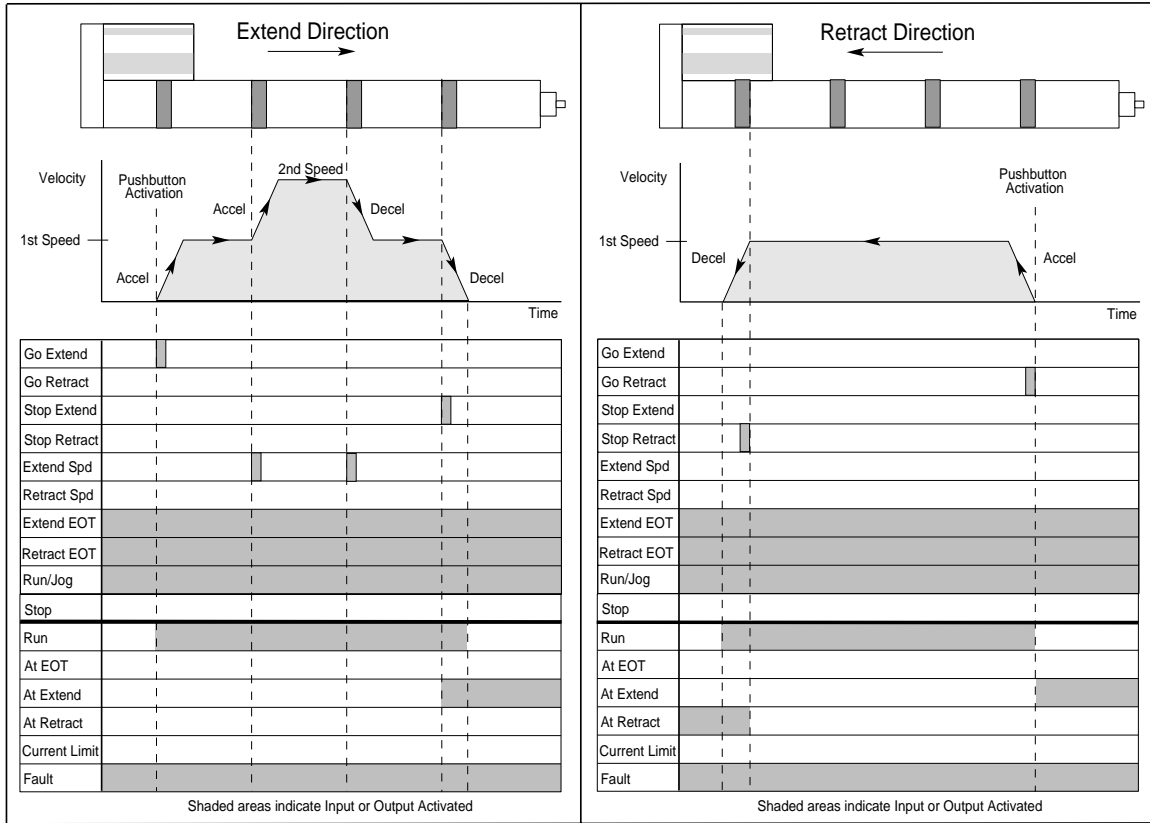 Extend Direction
Velocity
Pushbutton
Activation
2nd Speed
Accel
Decel
1st Speed
Accel
Decel
Time
Go Extend
Go Retract
Stop Extend
Stop Retract
Extend Spd
Retract Spd
Extend EOT
Retract EOT
Run/Jog
Stop
Run
At EOT
At Extend
At Retract
Current Limit
Fault
Shaded areas indicate Input or Output Activated
Retract Direction
Velocity
Pushbutton
Activation
1st Speed
Decel
Accel
Time
Go Extend
Go Retract
Stop Extend
Stop Retract
Extend Spd
Retract Spd
Extend EOT
Retract EOT
Run/Jog
Stop
Run
At EOT
At Extend
At Retract
Current Limit
Fault
Shaded areas indicate Input or Output Activated